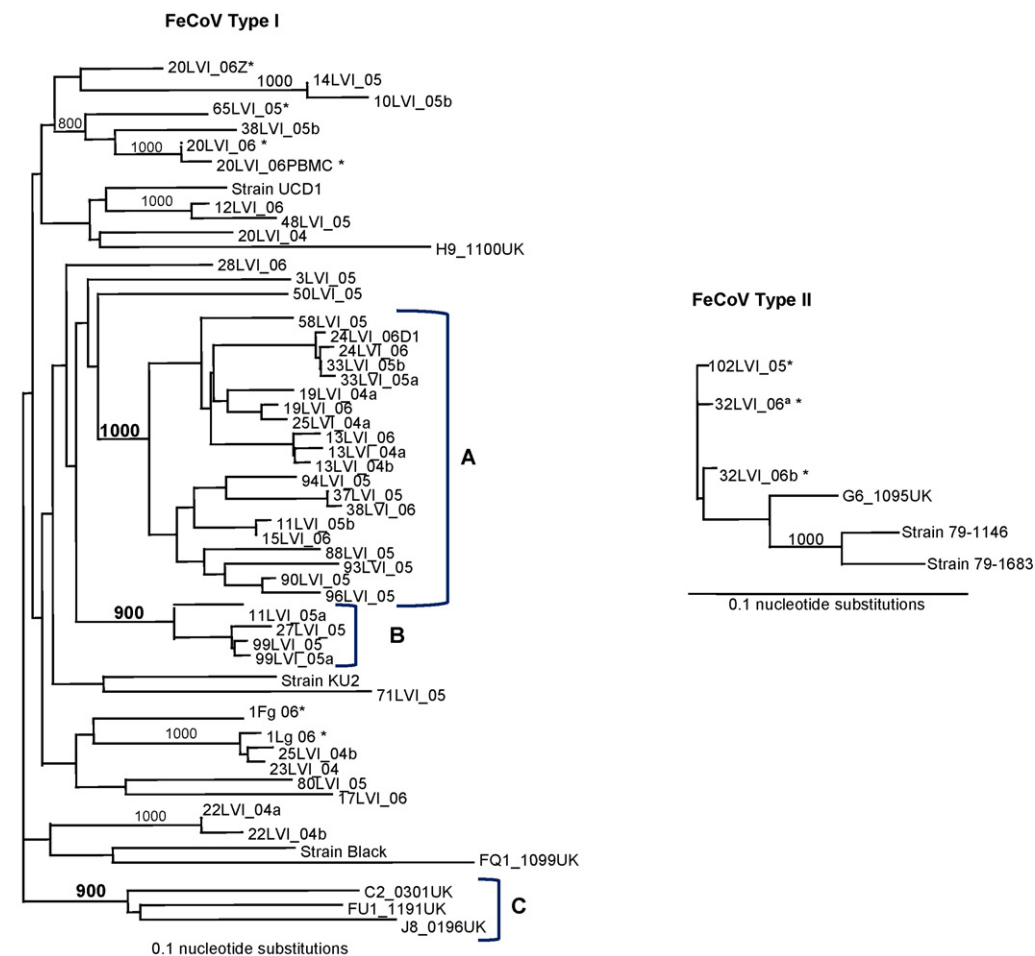 FeCoV Type I
20LVI_06Z*
1000
14LVI_05
10LVI_05b
65LVI_05*
800
38LVI_05b
1000
20LVI_06 *
20LVI_06PBMC *
Strain UCD1
1000
12LVI_06
48LVI_05
20LVI_04
H9_1100UK
28LVI_06
3LVI_05
50LVI_05
58LVI_05
24LVI_06D1
24LVI_06
33LVI_05b
33LVI_05a
19LVI_04a
19LVI_06
25LVI_04a
1000
13LVI_06
13LVI_04a
13LVI_04b
A
94LVI_05
37LVI_05
38LVI_06
11LVI_05b
15LVI_06
88LVI_05
93LVI_05
90LVI_05
96LVI_05
900
11LVI_05a
27LVI_05
99LVI_05
99LVI_05a
B
Strain KU2
71LVI_05
1Fg 06*
1000
1Lg 06 *
25LVI_04b
23LVI_04
80LVI_05
17LVI_06
22LVI_04a
1000
22LVI_04b
Strain Black
FQ1_1099UK
900
C2_0301UK
FU1_1191UK
J8_0196UK
C
0.1 nucleotide substitutions
FeCoV Type II
102LVI_05*
32LVI_06ª *
32LVI_06b *
G6_1095UK
1000
Strain 79-1146
Strain 79-1683
0.1 nucleotide substitutions